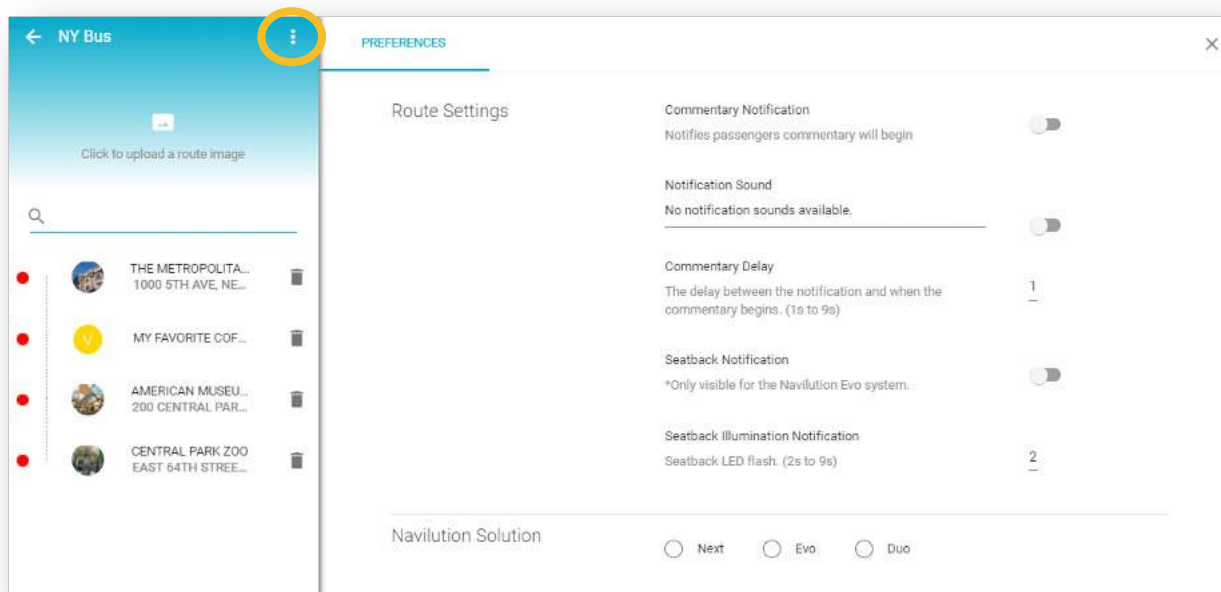 NY Bus
Click to upload a route image
THE METROPOLITA...
1000 5TH AVE, NE...
V
MY FAVORITE COF...
AMERICAN MUSEU...
200 CENTRAL PAR...
CENTRAL PARK ZOO
EAST 64TH STREE...
PREFERENCES
Route Settings
Commentary Notification
Notifies passengers commentary will begin
Notification Sound
No notification sounds available.
Commentary Delay
The delay between the notification and when the
commentary begins. (1s to 9s)
1
Seatback Notification
*Only visible for the Navilution Evo system.
Seatback Illumination Notification
Seatback LED flash. (2s to 9s)
2
Navilution Solution
Next Evo Duo